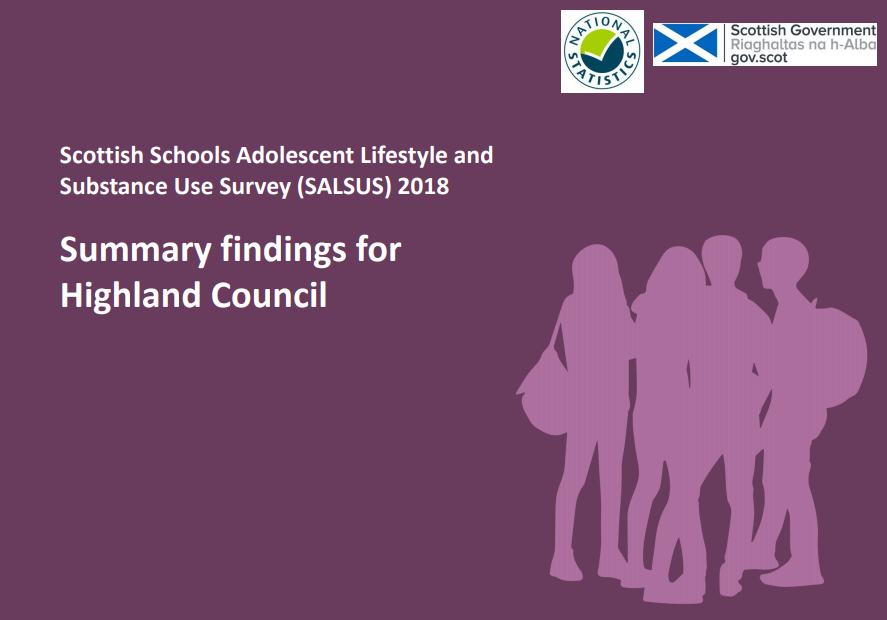 NATIONAL
STATISTICS
Scottish Government
Riaghaltas na h-Alba
gov.scot
Scottish Schools Adolescent Lifestyle and
Substance Use Survey (SALSUS) 2018
Summary findings for
Highland Council